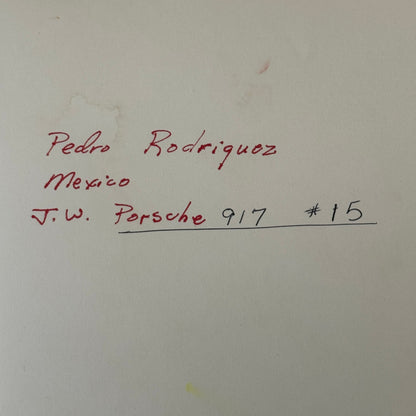 Pedro Rodriguez
Mexico
J.W. Porsche 917 #15